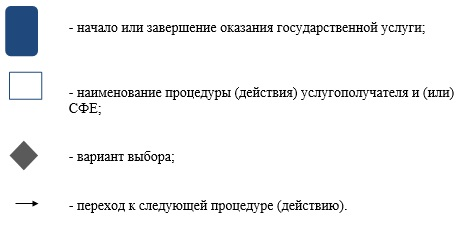 - начало или завершение оказания государственной услуги;
- наименование процедуры (действия) услугополучателя и (или)
СФЕ;
- вариант выбора;
- переход к следующей процедуре (действию).